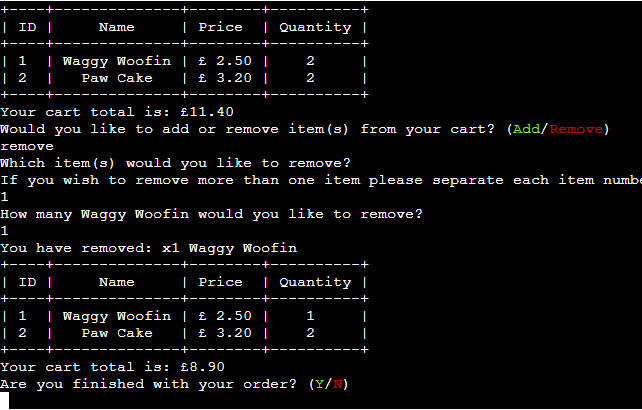 +----+--------------+--------+----------+
| ID |     Name     | Price  | Quantity |
+----+--------------+--------+----------+
| 1  | Waggy Woofin | £ 2.50 |    2     |
| 2  |   Paw Cake   | £ 3.20 |    2     |
+----+--------------+--------+----------+
Your cart total is: £11.40
Would you like to add or remove item(s) from your cart? (Add/Remove)
remove
Which item(s) would you like to remove?
If you wish to remove more than one item please separate each item numbe
1
How many Waggy Woofin would you like to remove?
1
You have removed: x1 Waggy Woofin
+----+--------------+--------+----------+
| ID |     Name     | Price  | Quantity |
+----+--------------+--------+----------+
| 1  | Waggy Woofin | £ 2.50 |    1     |
| 2  |   Paw Cake   | £ 3.20 |    2     |
+----+--------------+--------+----------+
Your cart total is: £8.90
Are you finished with your order? (Y/N)